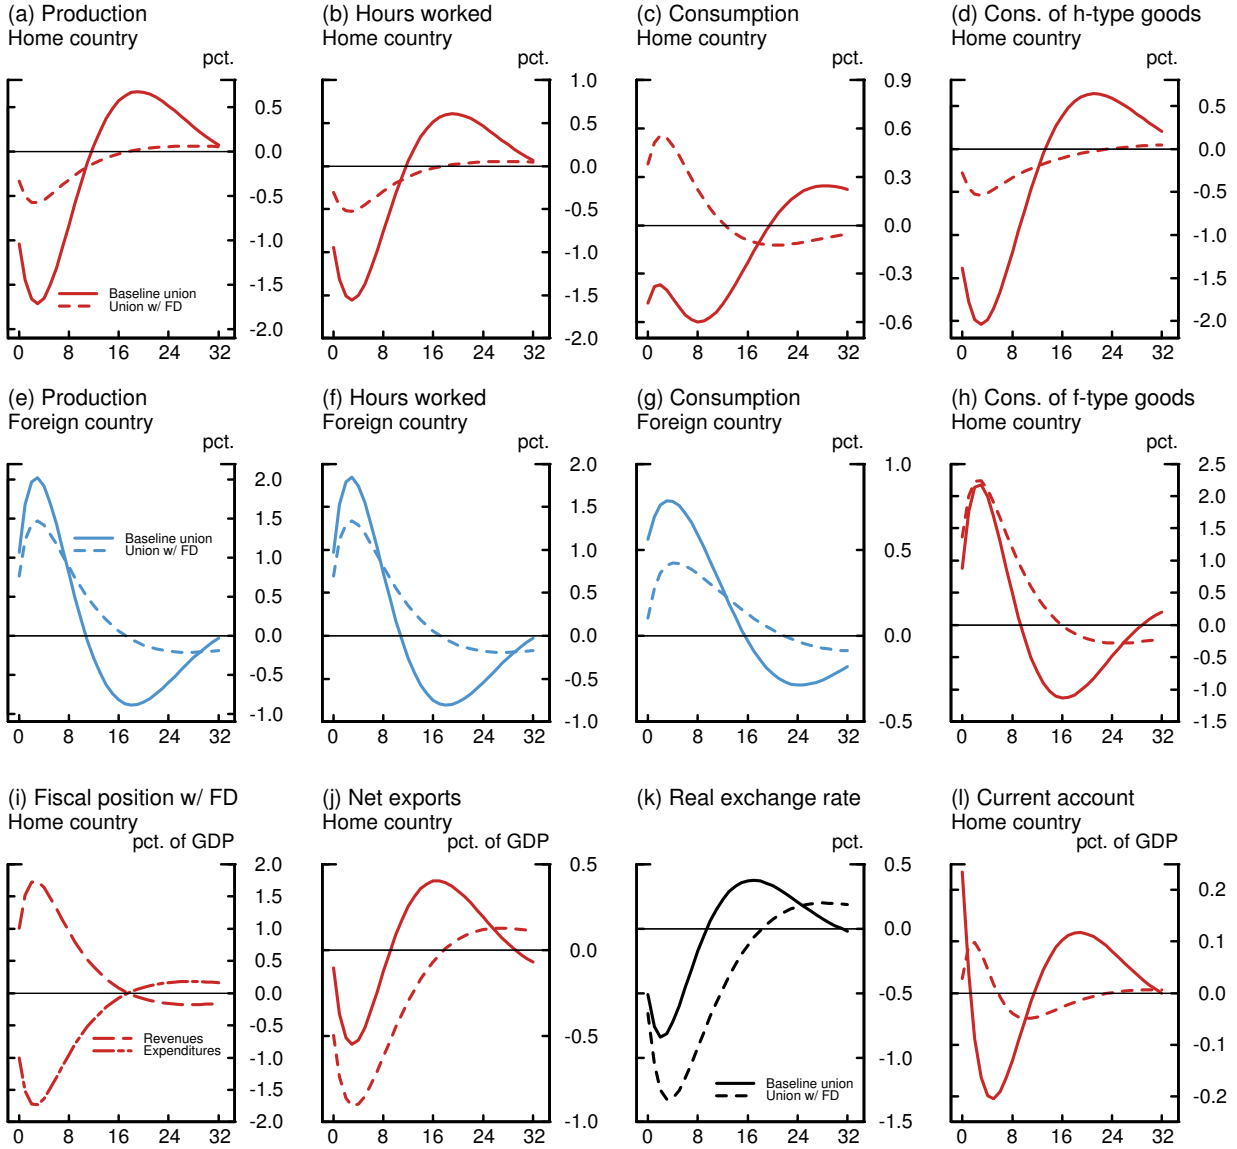 (a) Production
Home country
pct.
0.5
0.0
-0.5
-1.0
-1.5
-2.0
Baseline union
Union w/ FD
0 8 16 24 32
(b) Hours worked
Home country
pct.
1.0
0.5
0.0
-0.5
-1.0
-1.5
-2.0
0 8 16 24 32
(c) Consumption
Home country
pct.
0.9
0.6
0.3
0.0
-0.3
-0.6
0 8 16 24 32
(d) Cons. of h-type goods
Home country
pct.
0.5
0.0
-0.5
-1.0
-1.5
-2.0
0 8 16 24 32
(e) Production
Foreign country
pct.
2.0
1.5
1.0
0.5
0.0
-0.5
-1.0
Baseline union
Union w/ FD
0 8 16 24 32
(f) Hours worked
Foreign country
pct.
2.0
1.5
1.0
0.5
0.0
-0.5
-1.0
0 8 16 24 32
(g) Consumption
Foreign country
pct.
1.0
0.5
0.0
-0.5
0 8 16 24 32
(h) Cons. of f-type goods
Home country
pct.
2.5
2.0
1.5
1.0
0.5
0.0
-0.5
-1.0
-1.5
0 8 16 24 32
(i) Fiscal position w/ FD
Home country
pct. of GDP
2.0
1.5
1.0
0.5
0.0
-0.5
-1.0
-1.5
-2.0
Revenues
Expenditures
0 8 16 24 32
(j) Net exports
Home country
pct. of GDP
0.5
0.0
-0.5
-1.0
0 8 16 24 32
(k) Real exchange rate
pct.
0.5
0.0
-0.5
-1.0
-1.5
Baseline union
Union w/ FD
0 8 16 24 32
(l) Current account
Home country
pct. of GDP
0.2
0.1
0.0
-0.1
-0.2
0 8 16 24 32